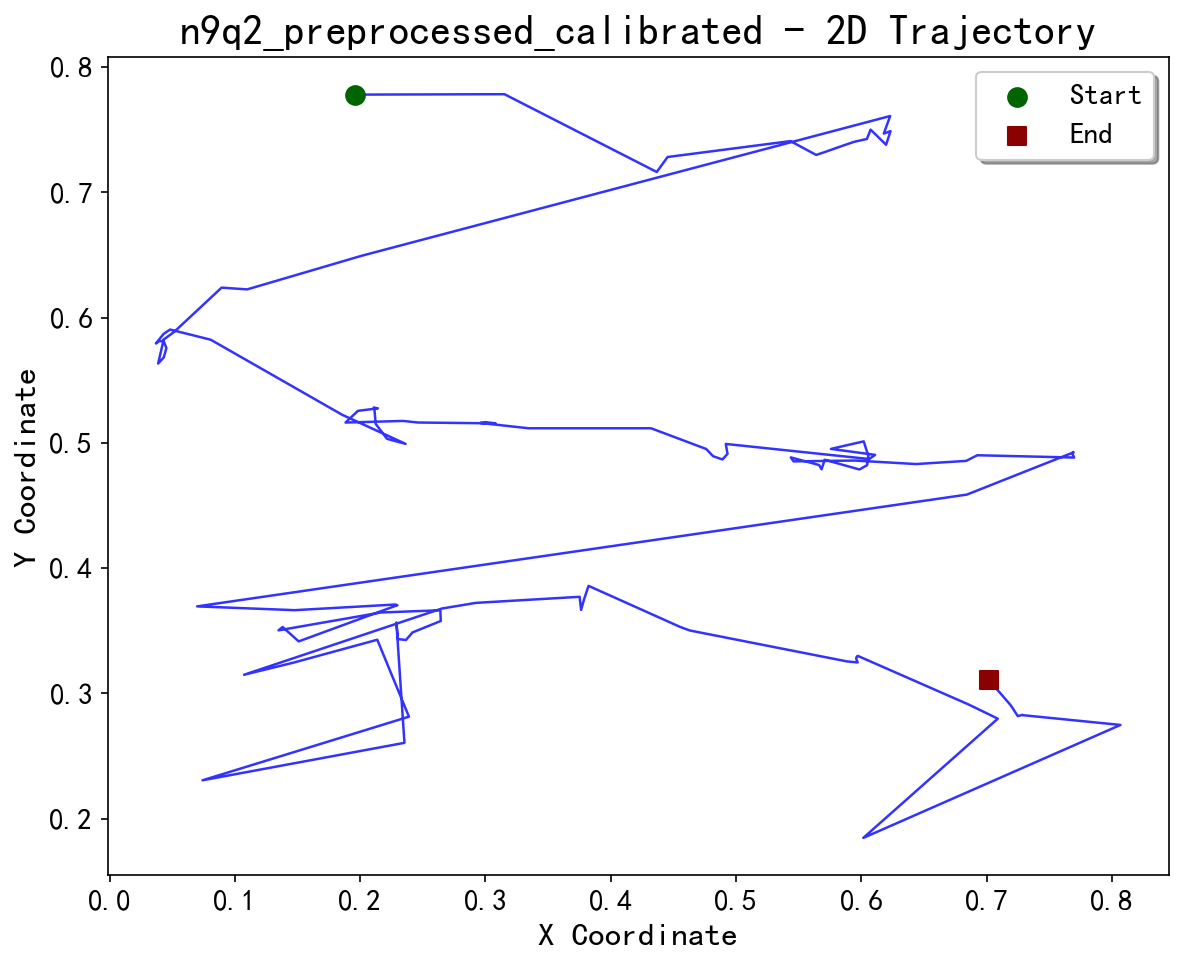 n9q2_preprocessed_calibrated - 2D Trajectory
Start
End
0.8
0.7
0.6
0.5
0.4
0.3
0.2
Y Coordinate
0.0 0.1 0.2 0.3 0.4 0.5 0.6 0.7 0.8
X Coordinate